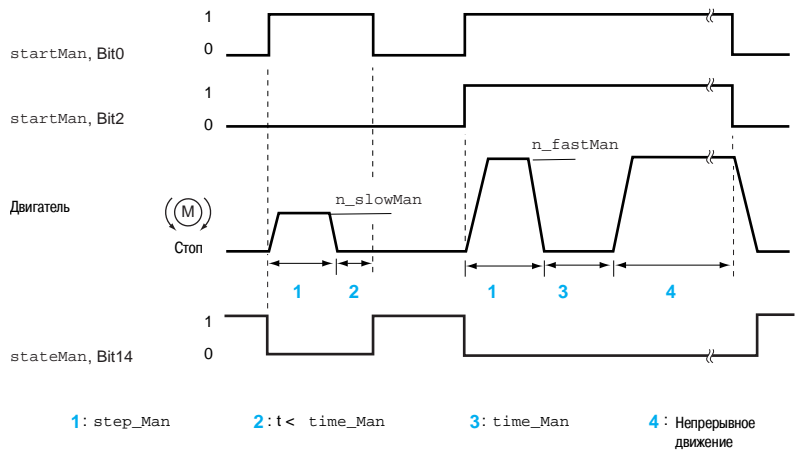 1
startMan, Bit0
0
1
startMan, Bit2
0
n_fastMan
n_slowMan
Двигатель
M
Стоп
1 2 1 3 4
1
stateMan, Bit14
0
1: step_Man 2: t < time_Man 3: time_Man 4: Непрерывное
движение